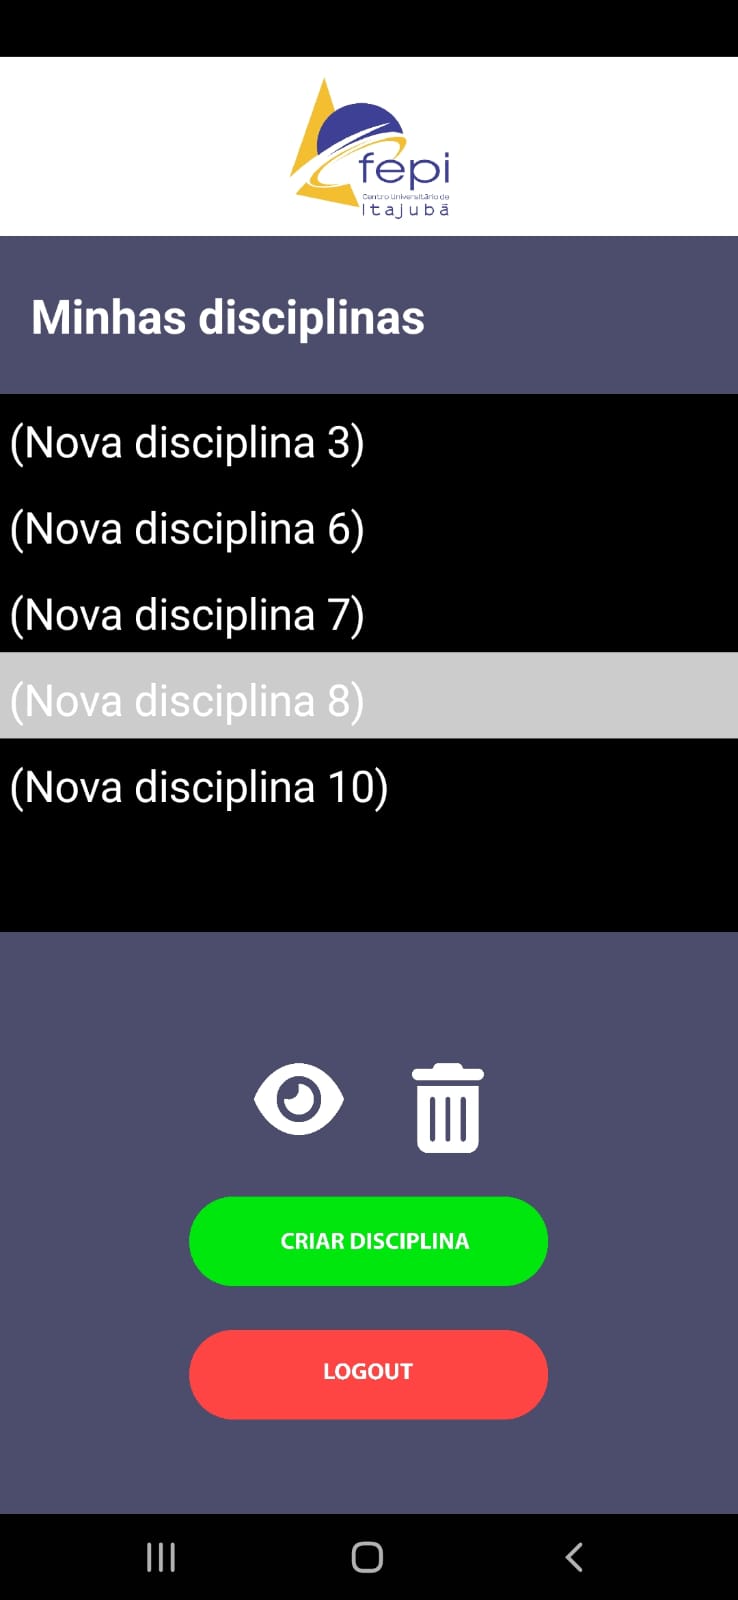 fepi
Centro Universitário de
Itajubá
Minhas disciplinas
(Nova disciplina 3)
(Nova disciplina 6)
(Nova disciplina 7)
(Nova disciplina 8)
(Nova disciplina 10)
CRIAR DISCIPLINA
LOGOUT